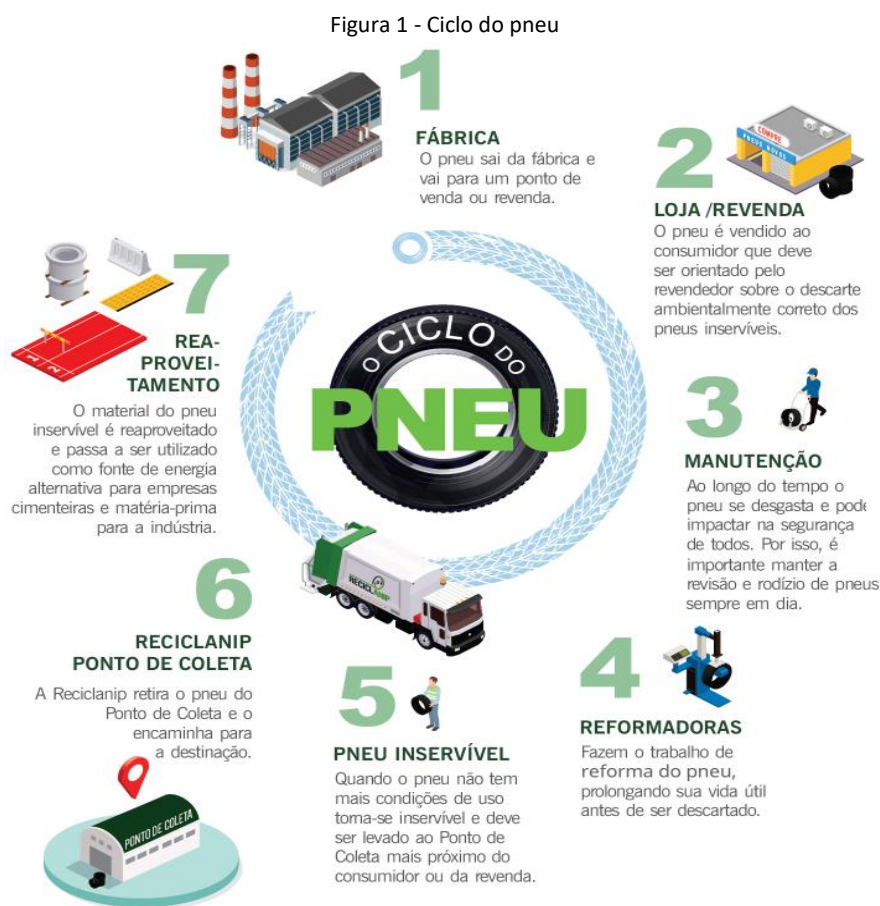 Figura 1 - Ciclo do pneu
1
FÁBRICA
O pneu sai da fábrica e
vai para um ponto de
venda ou revenda.
COMPRE
PNEUS NOVOS
2
LOJA /REVENDA
O pneu é vendido ao
consumidor que deve
ser orientado pelo
revendedor sobre o descarte
ambientalmente correto dos
pneus inservíveis.
O CICLO DO
PNEU
3
MANUTENÇÃO
Ao longo do tempo o
pneu se desgasta e pode
impactar na segurança
de todos. Por isso, é
importante manter a
revisão e rodízio de pneus
sempre em dia.
4
REFORMADORAS
Fazem o trabalho de
reforma do pneu,
prolongando sua vida útil
antes de ser descartado.
RECICLANIP
5
PNEU INSERVÍVEL
Quando o pneu não tem
mais condições de uso
torna-se inservível e deve
ser levado ao Ponto de
Coleta mais próximo do
consumidor ou da revenda.
6
RECICLANIP
PONTO DE COLETA
A Reciclanip retira o pneu do
Ponto de Coleta e o
encaminha para
a destinação.
PONTO DE COLETA
7
1 2
REA-
PROVEI-
TAMENTO
O material do pneu
inservível é reaproveitado
e passa a ser utilizado
como fonte de energia
alternativa para empresas
cimenteiras e matéria-prima
para a indústria.